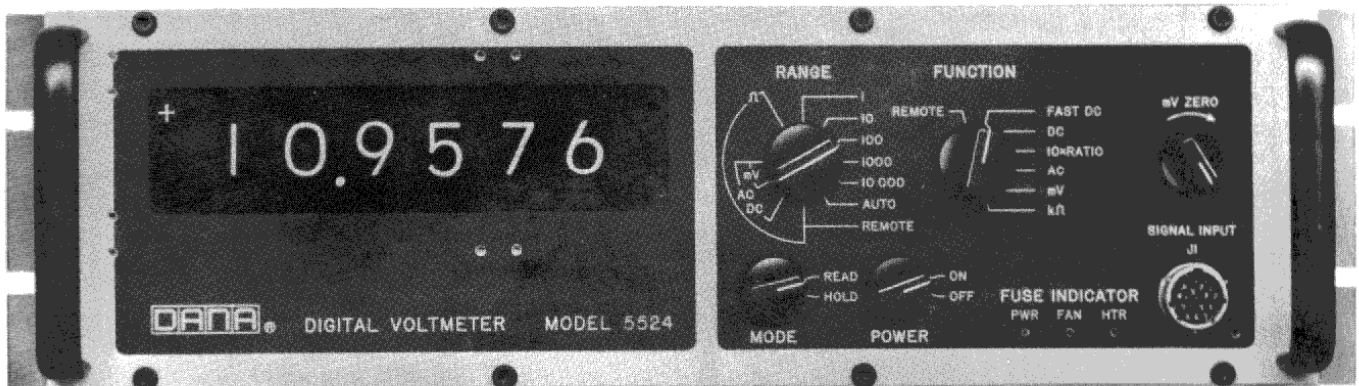 + 10.9576
DANA® DIGITAL VOLTMETER MODEL 5524
RANGE
Ω
1
10
100
1000
10 000
AUTO
REMOTE
mV
AC
DC
FUNCTION
REMOTE
FAST DC
DC
10×RATIO
AC
mV
kΩ
mV ZERO
READ
HOLD
MODE
ON
OFF
POWER
FUSE INDICATOR
PWR FAN HTR
SIGNAL INPUT
J1